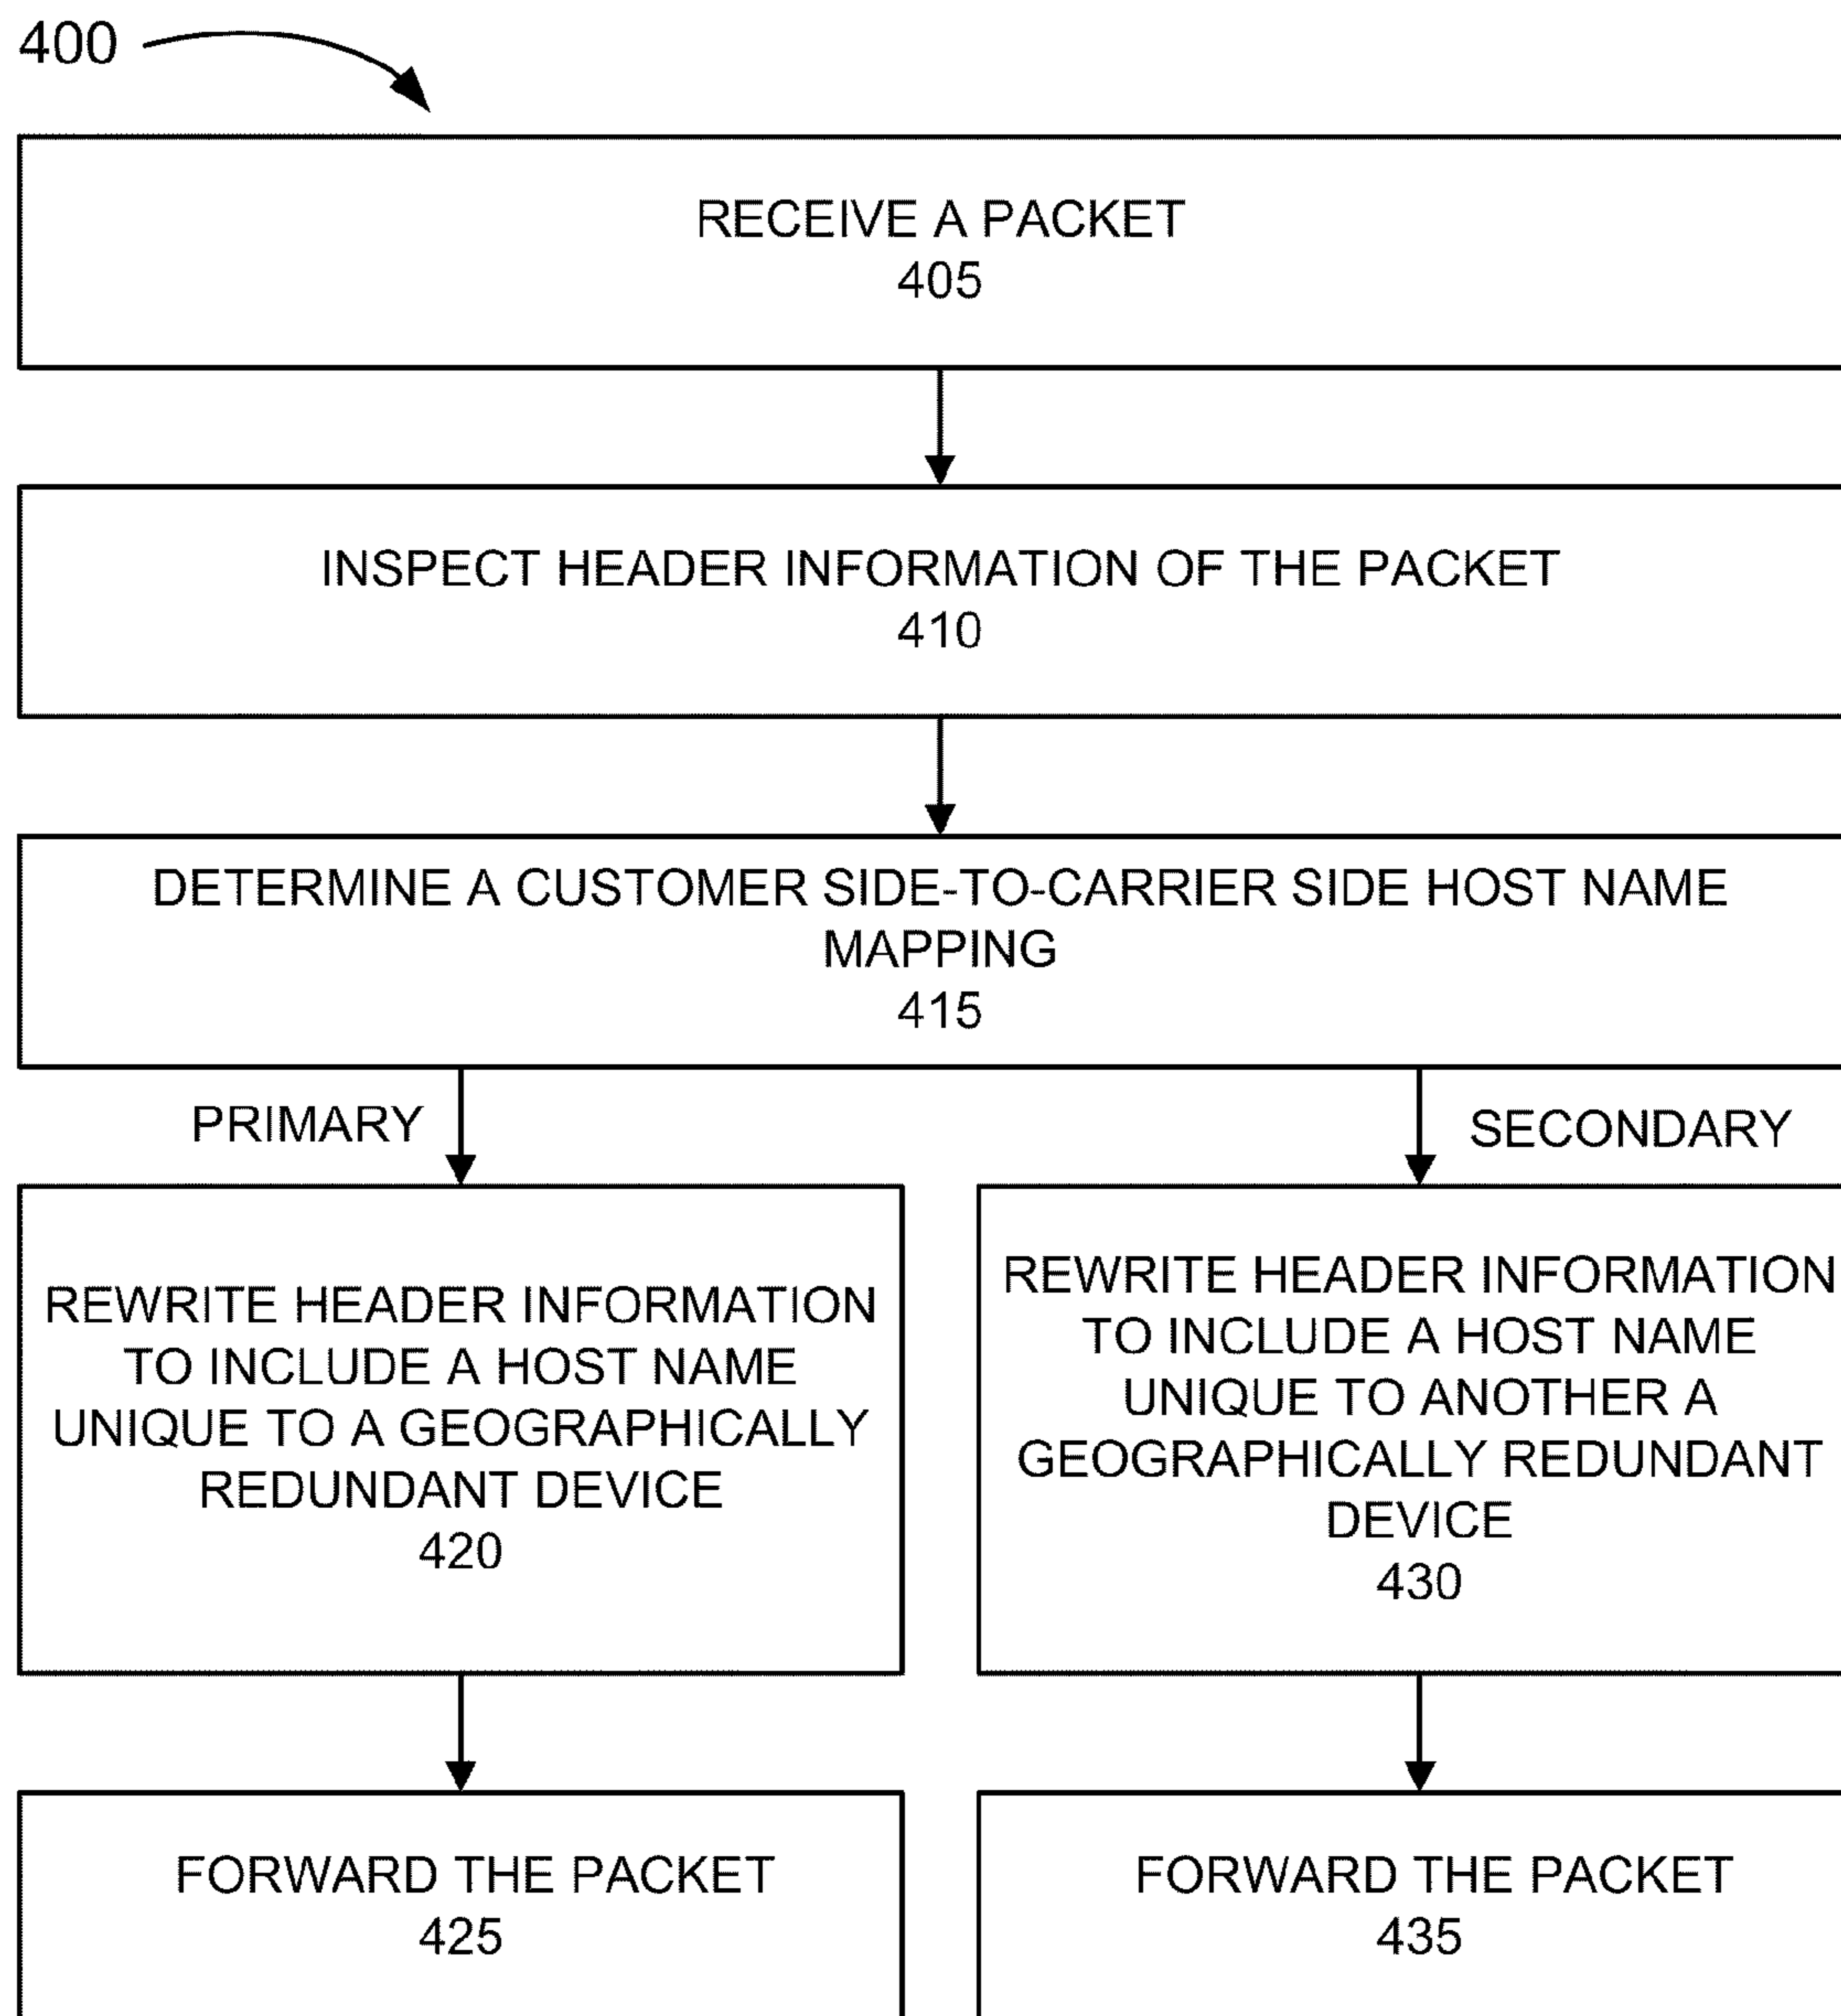 400
RECEIVE A PACKET
405
INSPECT HEADER INFORMATION OF THE PACKET
410
DETERMINE A CUSTOMER SIDE-TO-CARRIER SIDE HOST NAME
MAPPING
415
PRIMARY
SECONDARY
REWRITE HEADER INFORMATION
TO INCLUDE A HOST NAME
UNIQUE TO A GEOGRAPHICALLY
REDUNDANT DEVICE
420
REWRITE HEADER INFORMATION
TO INCLUDE A HOST NAME
UNIQUE TO ANOTHER A
GEOGRAPHICALLY REDUNDANT
DEVICE
430
FORWARD THE PACKET
425
FORWARD THE PACKET
435